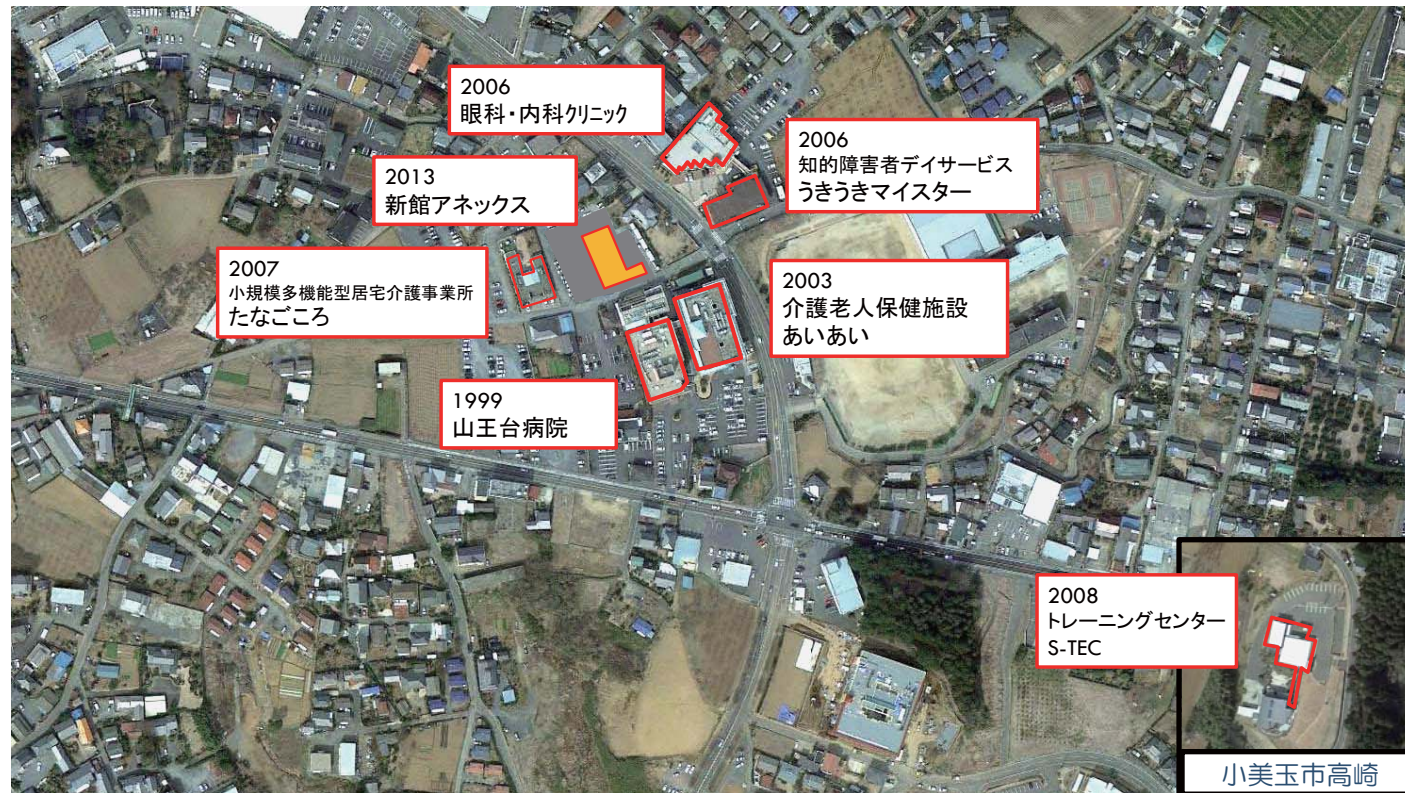 2006
眼科・内科クリニック
2006
知的障害者デイサービス
うきうきマイスター
2013
新館アネックス
2007
小規模多機能型居宅介護事業所
たなごころ
2003
介護老人保健施設
あいあい
1999
山王台病院
2008
トレーニングセンター
S-TEC
小美玉市高崎